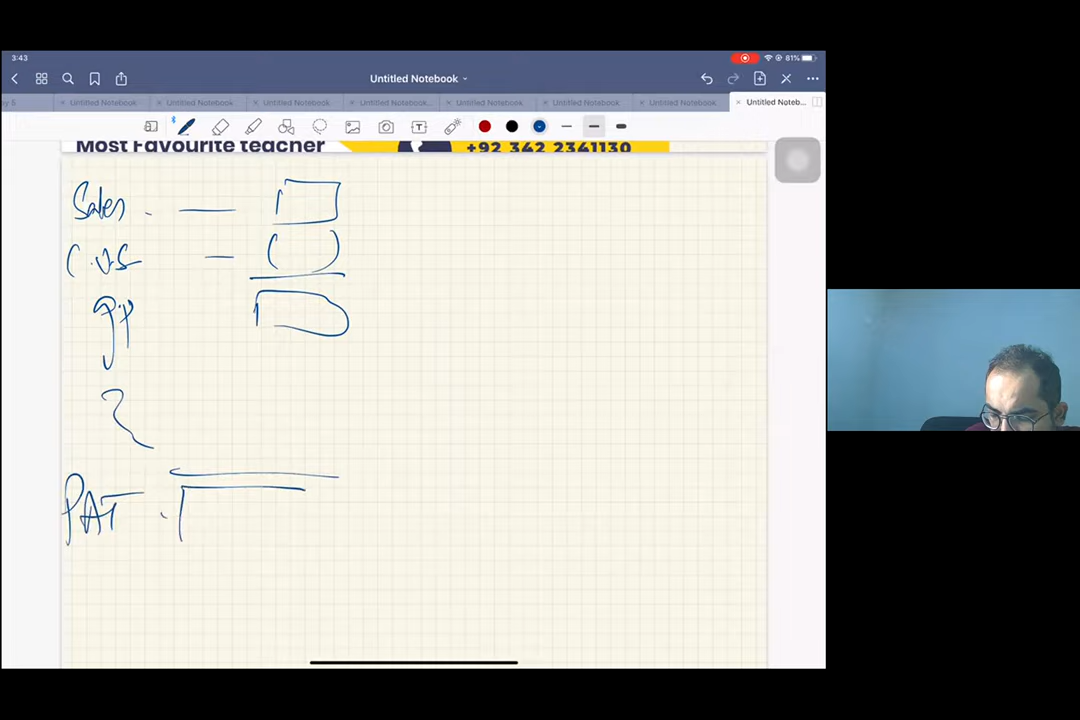 3:43
81%
Untitled Notebook
Untitled Notebook
Untitled Notebook
Untitled Notebook
Untitled Notebook...
Untitled Notebook
Untitled Notebook
Untitled Notebook
Untitled Noteb...
Most Favourite teacher +92 342 2341130
Sales. — 
gp
PAT